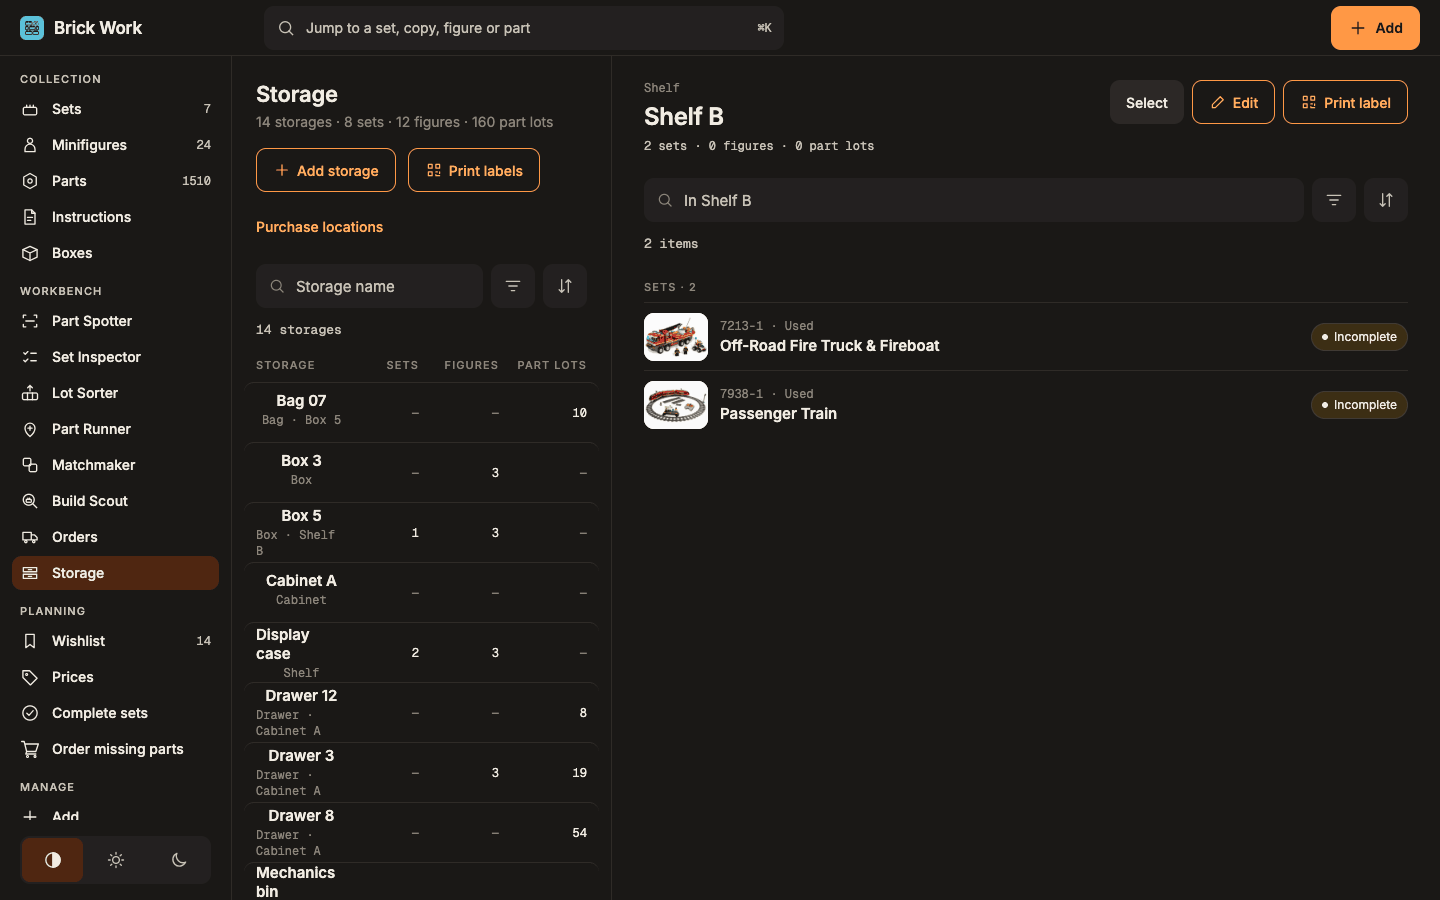 Brick Work
Jump to a set, copy, figure or part
⌘K
Add
COLLECTION
Sets 7
Minifigures 24
Parts 1510
Instructions
Boxes
WORKBENCH
Part Spotter
Set Inspector
Lot Sorter
Part Runner
Matchmaker
Build Scout
Orders
Storage
PLANNING
Wishlist 14
Prices
Complete sets
Order missing parts
MANAGE
Add
Storage
14 storages · 8 sets · 12 figures · 160 part lots
Add storage
Print labels
Purchase locations
Storage name
14 storages
STORAGE SETS FIGURES PART LOTS
Bag 07
Bag · Box 5
– – 10
Box 3
Box
– 3 –
Box 5
Box · Shelf
B
1 3 –
Cabinet A
Cabinet
– – –
Display
case
Shelf
2 3 –
Drawer 12
Drawer ·
Cabinet A
– – 8
Drawer 3
Drawer ·
Cabinet A
– 3 19
Drawer 8
Drawer ·
Cabinet A
– – 54
Mechanics
bin
Shelf
Shelf B
2 sets · 0 figures · 0 part lots
Select
Edit
Print label
In Shelf B
2 items
SETS · 2
7213-1 · Used
Off-Road Fire Truck & Fireboat
Incomplete
7938-1 · Used
Passenger Train
Incomplete